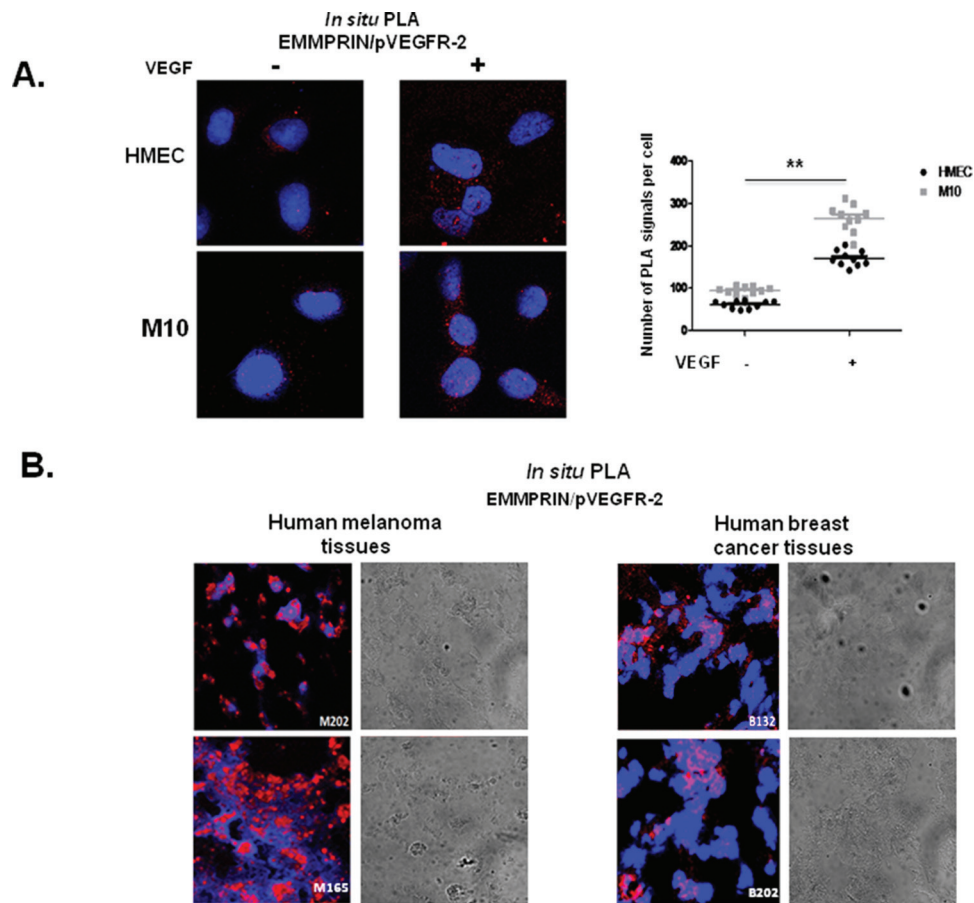 A.
In situ PLA
EMMPRIN/pVEGFR-2
VEGF - +
HMEC
M10
Number of PLA signals per cell
400
300
200
100
0
**
HMEC
M10
VEGF - +
B.
In situ PLA
EMMPRIN/pVEGFR-2
Human melanoma
tissues
Human breast
cancer tissues
M202
B132
M165
B202